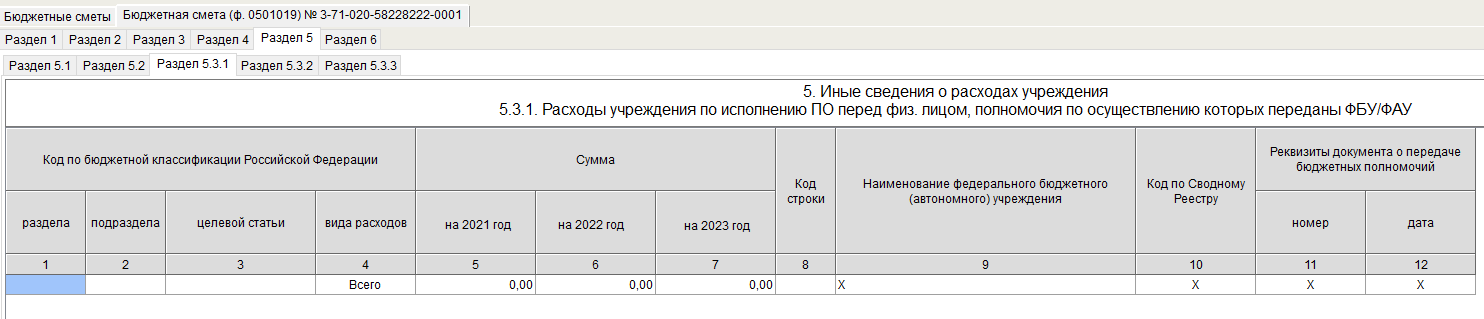 Бюджетные сметы Бюджетная смета (ф. 0501019) № 3-71-020-58228222-0001
Раздел 1 Раздел 2 Раздел 3 Раздел 4 Раздел 5 Раздел 6
Раздел 5.1 Раздел 5.2 Раздел 5.3.1 Раздел 5.3.2 Раздел 5.3.3
5. Иные сведения о расходах учреждения
5.3.1. Расходы учреждения по исполнению ПО перед физ. лицом, полномочия по осуществлению которых переданы ФБУ/ФАУ
Код по бюджетной классификации Российской Федерации
Сумма
Код
строки
Наименование федерального бюджетного
(автономного) учреждения
Код по Сводному
Реестру
Реквизиты документа о передаче
бюджетных полномочий
раздела подраздела целевой статьи вида расходов на 2021 год на 2022 год на 2023 год номер дата
1 2 3 4 5 6 7 8 9 10 11 12
Всего 0,00 0,00 0,00 X X X X